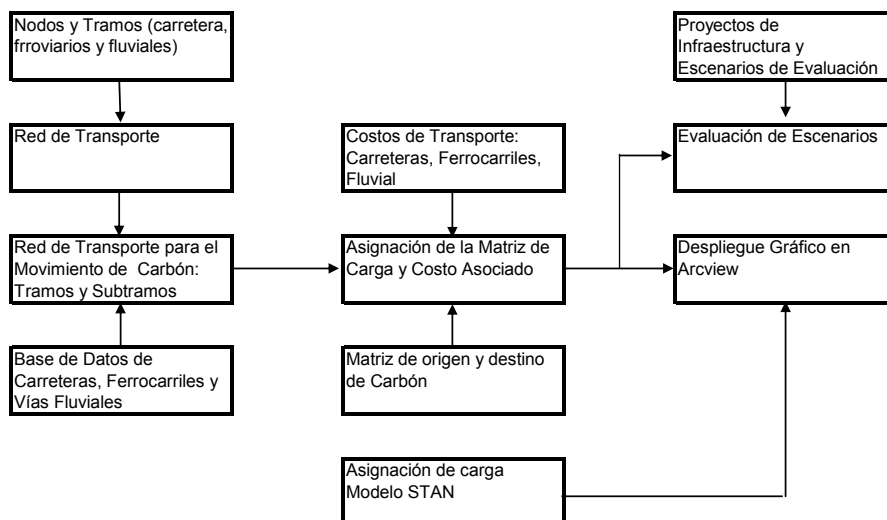 Nodos y Tramos (carretera,
frroviarios y fluviales)
Proyectos de
Infraestructura y
Escenarios de Evaluación
Red de Transporte
Costos de Transporte:
Carreteras, Ferrocarriles,
Fluvial
Evaluación de Escenarios
Red de Transporte para el
Movimiento de Carbón:
Tramos y Subtramos
Asignación de la Matriz de
Carga y Costo Asociado
Despliegue Gráfico en
Arcview
Base de Datos de
Carreteras, Ferrocarriles y
Vías Fluviales
Matriz de origen y destino
de Carbón
Asignación de carga
Modelo STAN